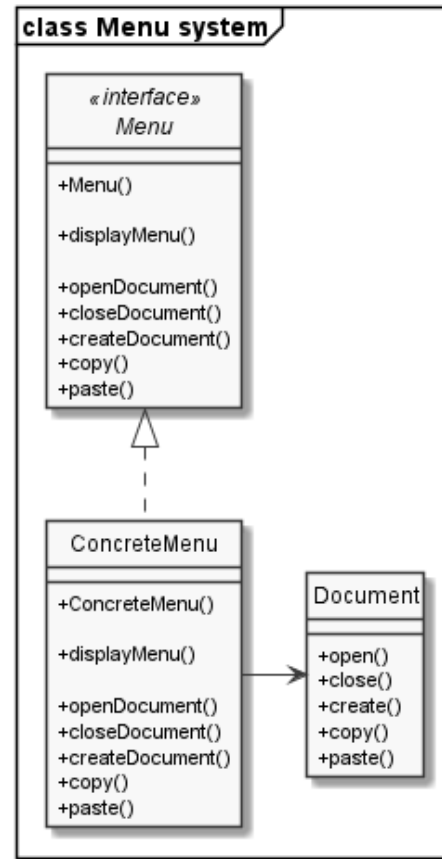 class Menu system
«interface»
Menu
+Menu()
+displayMenu()
+openDocument()
+closeDocument()
+createDocument()
+copy()
+paste()
ConcreteMenu
+ConcreteMenu()
+displayMenu()
+openDocument()
+closeDocument()
+createDocument()
+copy()
+paste()
Document
+open()
+close()
+create()
+copy()
+paste()